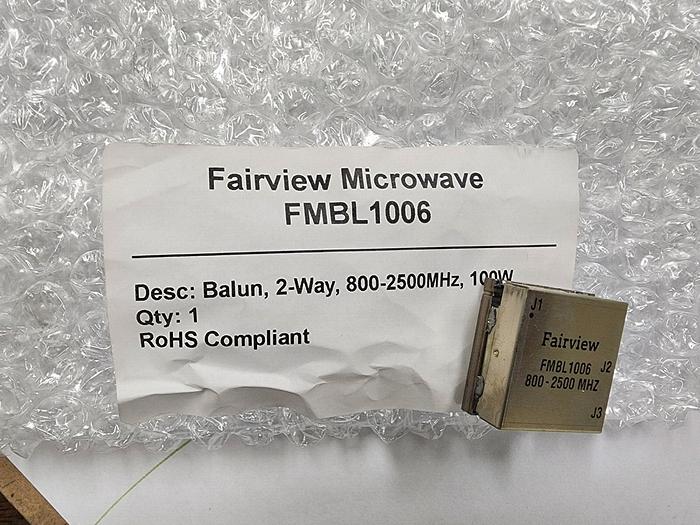 Fairview Microwave
FMBL1006
Desc: Balun, 2-Way, 800-2500MHz, 100W
Qty: 1
RoHS Compliant
J1
Fairview
FMBL1006 J2
800-2500 MHZ
J3